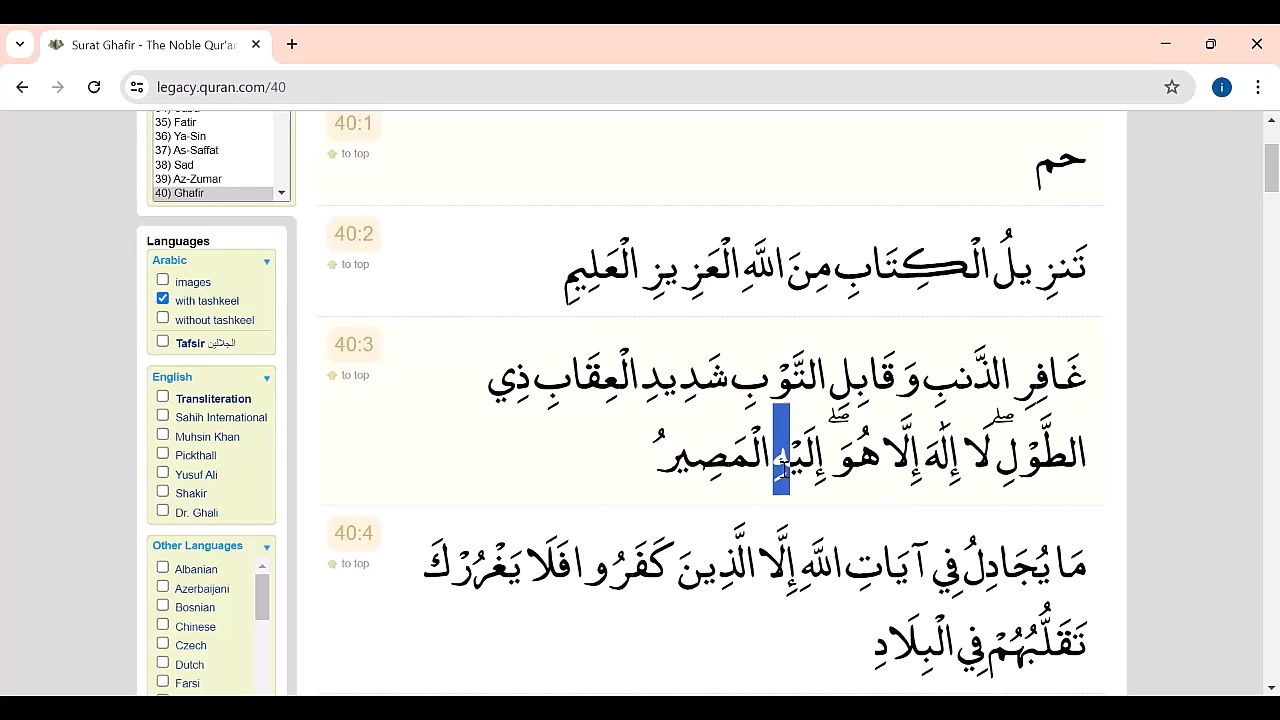 Surat Ghafir - The Noble Qur'an
legacy.quran.com/40
i
35) Fatir
36) Ya-Sin
37) As-Saffat
38) Sad
39) Az-Zumar
40) Ghafir
Languages
Arabic
images
with tashkeel
without tashkeel
Tafsir الجلالين
English
Transliteration
Sahih International
Muhsin Khan
Pickthall
Yusuf Ali
Shakir
Dr. Ghali
Other Languages
Albanian
Azerbaijani
Bosnian
Chinese
Czech
Dutch
Farsi
40:1
to top
حم
40:2
to top
تَنزِيلُ الْكِتَابِ مِنَ اللَّهِ الْعَزِيزِ الْعَلِيمِ
40:3
to top
غَافِرِ الذَّنبِ وَقَابِلِ التَّوْبِ شَدِيدِ الْعِقَابِ ذِي
الطَّوْلِ ۖ لَا إِلَٰهَ إِلَّا هُوَ ۖ إِلَيْهِ الْمَصِيرُ
40:4
to top
مَا يُجَادِلُ فِي آيَاتِ اللَّهِ إِلَّا الَّذِينَ كَفَرُوا فَلَا يَغْرُرْكَ
تَقَلُّبُهُمْ فِي الْبِلَادِ